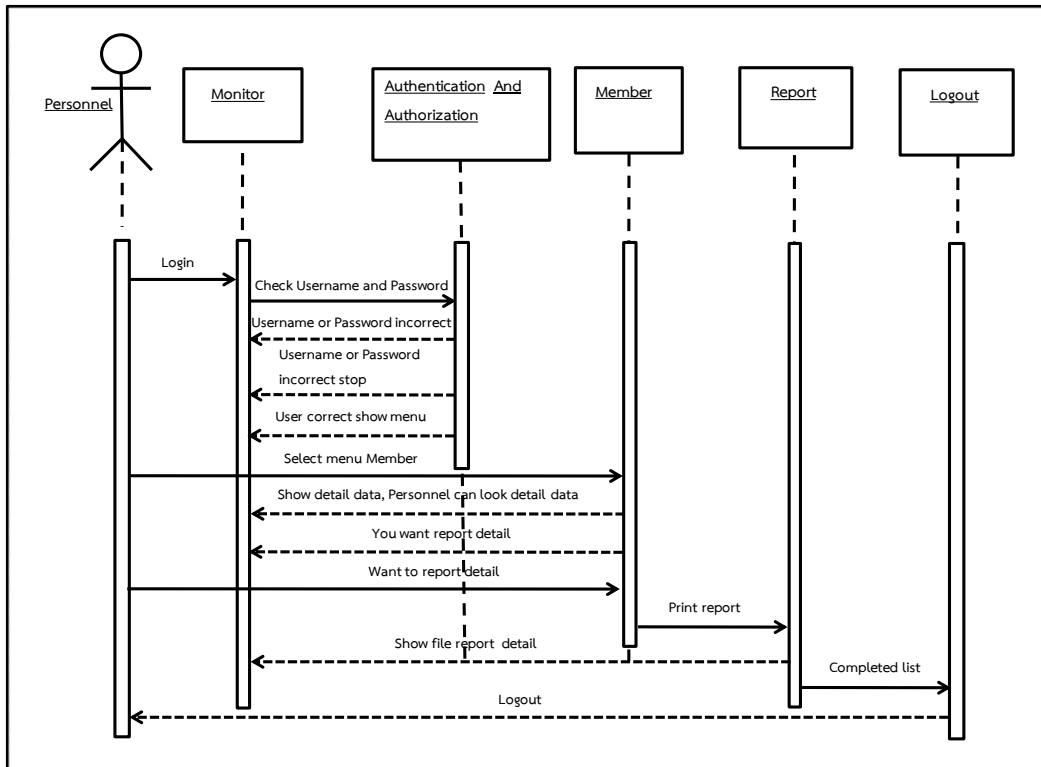 Personnel
Monitor
Authentication And
Authorization
Member
Report
Logout
Login
Check Username and Password
Username or Password incorrect
Username or Password
incorrect stop
User correct show menu
Select menu Member
Show detail data, Personnel can look detail data
You want report detail
Want to report detail
Print report
Show file report detail
Completed list
Logout